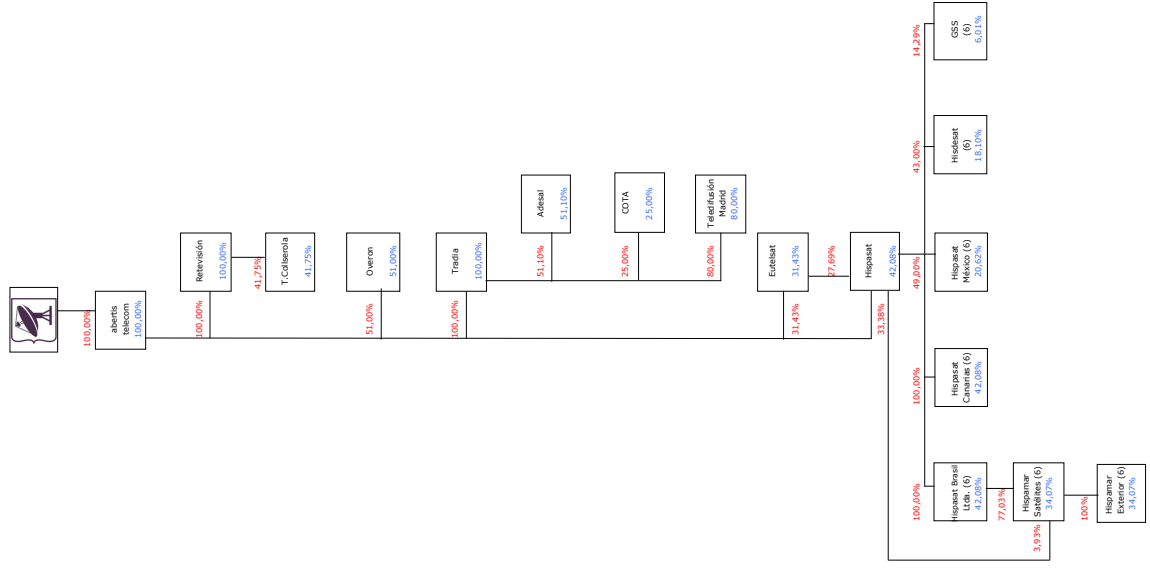 100,00%
abertis
telecom
100,00%
100,00%
Retevisión
100,00%
41,75%
T.Collserola
41,75%
51,00%
Overon
51,00%
100,00%
Tradia
100,00%
51,10%
Adesal
51,10%
25,00%
COTA
25,00%
80,00%
Teledifusión
Madrid
80,00%
31,43%
Eutelsat
31,43%
27,69%
33,38%
Hispasat
42,08%
100,00%
Hispasat Brasil
Ltda. (6)
42,08%
100,00%
Hispasat
Canarias (6)
42,08%
49,00%
Hispasat
México (6)
20,62%
43,00%
Hisdesat
(6)
18,10%
14,29%
GSS
(6)
6,01%
77,03%
3,93%
Hispamar
Satélites (6)
34,07%
100%
Hispamar
Exterior (6)
34,07%